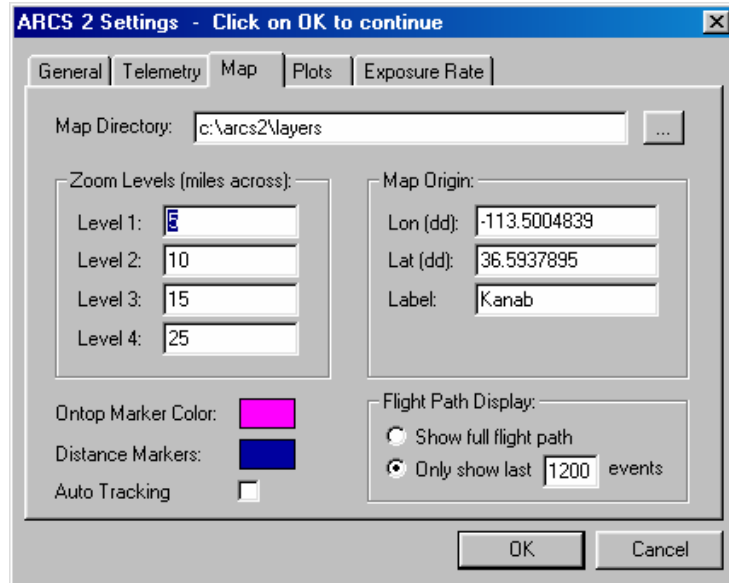 ARCS 2 Settings - Click on OK to continue
General Telemetry Map Plots Exposure Rate
Map Directory: c:\arcs2\layers ...
Zoom Levels (miles across):
Level 1: 5
Level 2: 10
Level 3: 15
Level 4: 25
Map Origin:
Lon (dd): -113.5004839
Lat (dd): 36.5937895
Label: Kanab
Ontop Marker Color:
Distance Markers:
Auto Tracking
Flight Path Display:
Show full flight path
Only show last 1200 events
OK Cancel